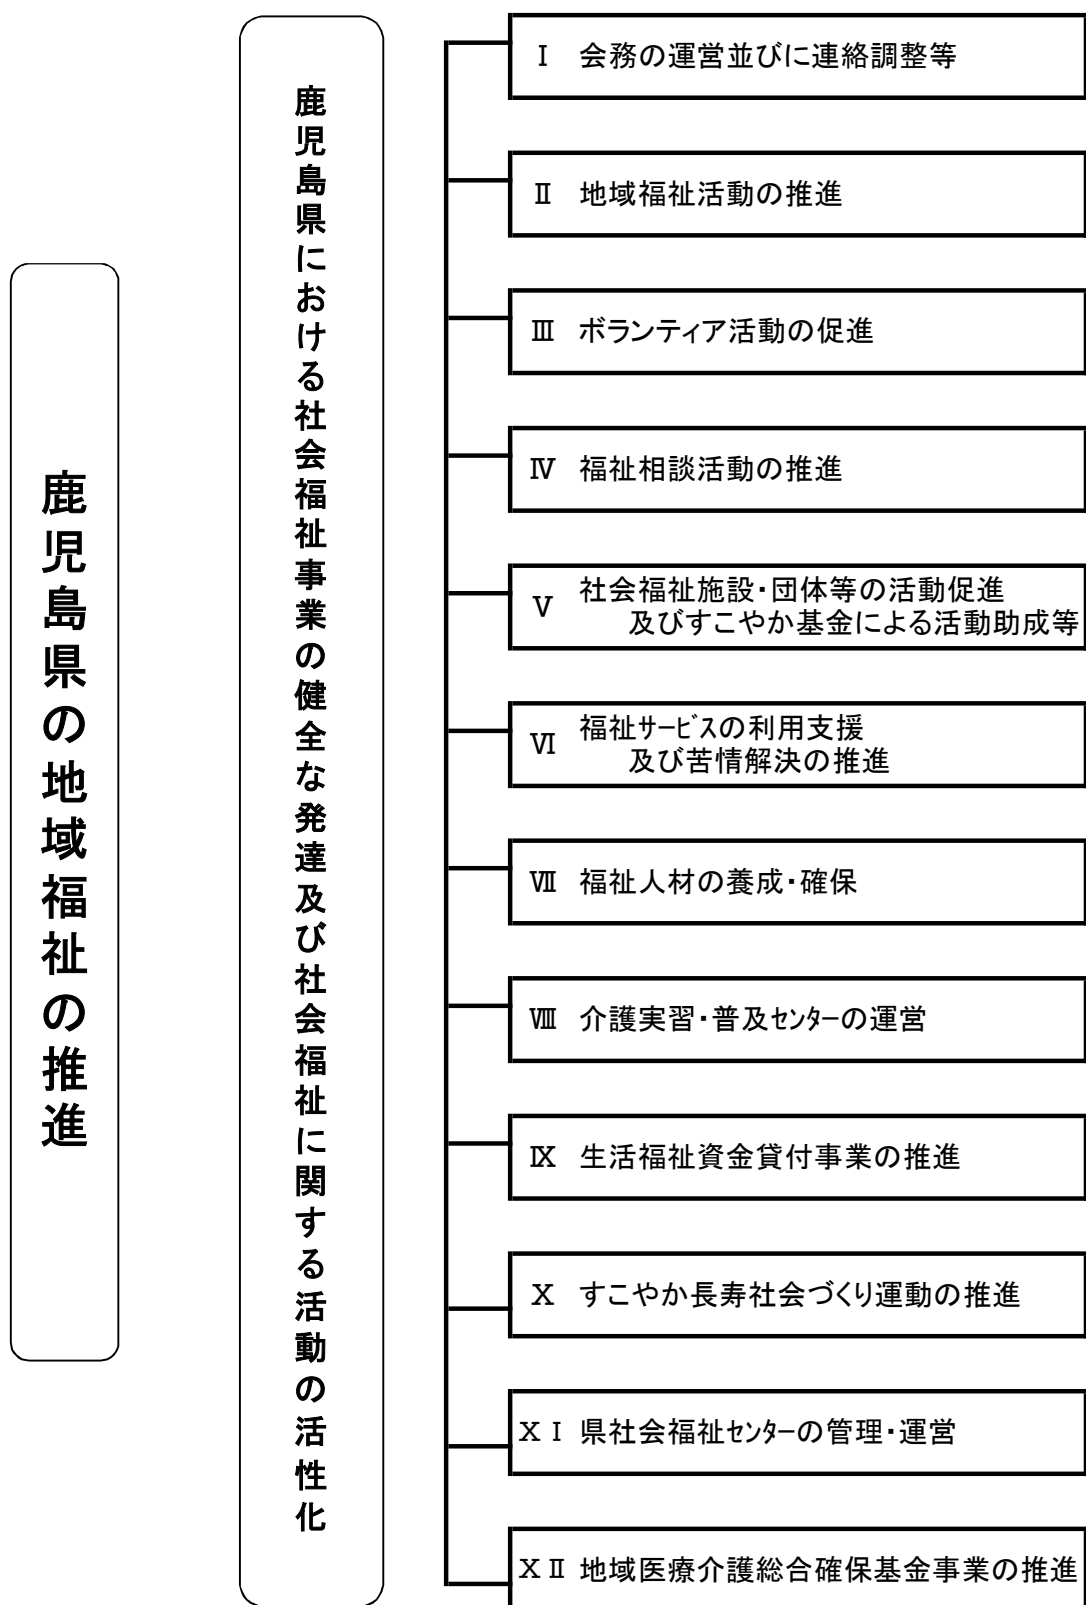 鹿児島県の地域福祉の推進
鹿児島県における社会福祉事業の健全な発達及び社会福祉に関する活動の活性化
Ⅰ 会務の運営並びに連絡調整等
Ⅱ 地域福祉活動の推進
Ⅲ ボランティア活動の促進
Ⅳ 福祉相談活動の推進
Ⅴ 社会福祉施設・団体等の活動促進
及びすこやか基金による活動助成等
Ⅵ 福祉サービスの利用支援
及び苦情解決の推進
Ⅶ 福祉人材の養成・確保
Ⅷ 介護実習・普及センターの運営
Ⅸ 生活福祉資金貸付事業の推進
Ⅹ すこやか長寿社会づくり運動の推進
ⅩⅠ 県社会福祉センターの管理・運営
ⅩⅡ 地域医療介護総合確保基金事業の推進